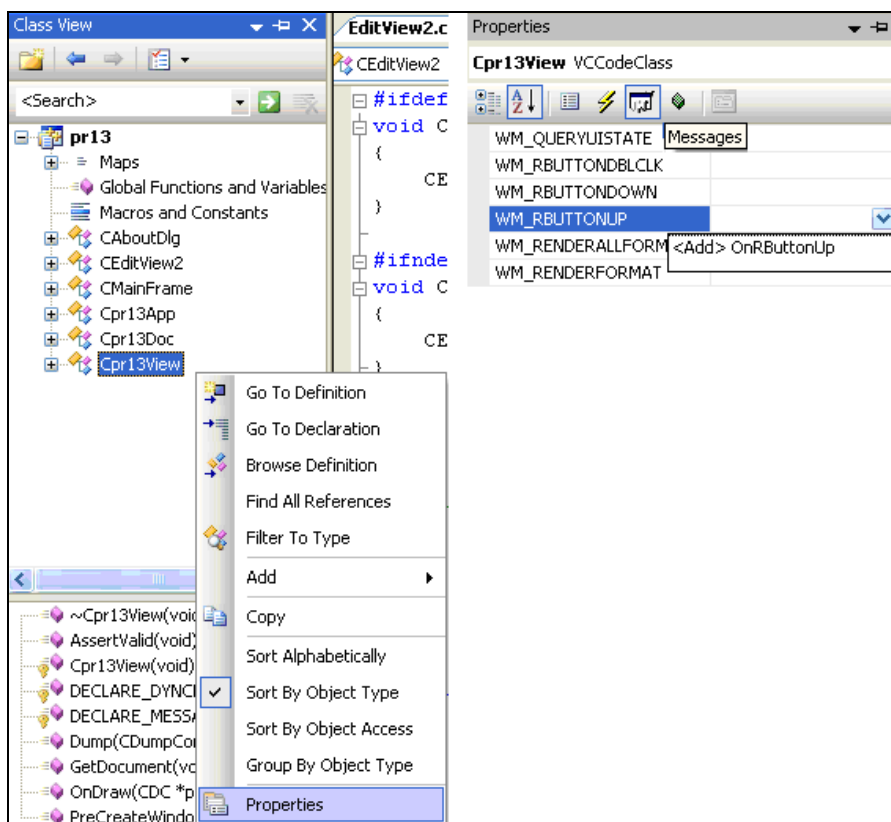 Class View
<Search>
pr13
Maps
Global Functions and Variables
Macros and Constants
CAboutDlg
CEditView2
CMainFrame
Cpr13App
Cpr13Doc
Cpr13View
EditView2.c
CEditView2
#ifdef
void C
{
CE
}
#ifnde
void C
{
CE
}
Go To Definition
Go To Declaration
Browse Definition
Find All References
Filter To Type
Add
Copy
Sort Alphabetically
Sort By Object Type
Sort By Object Access
Group By Object Type
Properties
~Cpr13View(void)
AssertValid(void)
Cpr13View(void)
DECLARE_DYNC
DECLARE_MESSA
Dump(CDumpCo
GetDocument(vo
OnDraw(CDC *p
PreCreateWindo
Properties
Cpr13View VCCodeClass
Messages
WM_QUERYUISTATE
WM_RBUTTONDBLCLK
WM_RBUTTONDOWN
WM_RBUTTONUP
WM_RENDERALLFORM
<Add> OnRButtonUp
WM_RENDERFORMAT